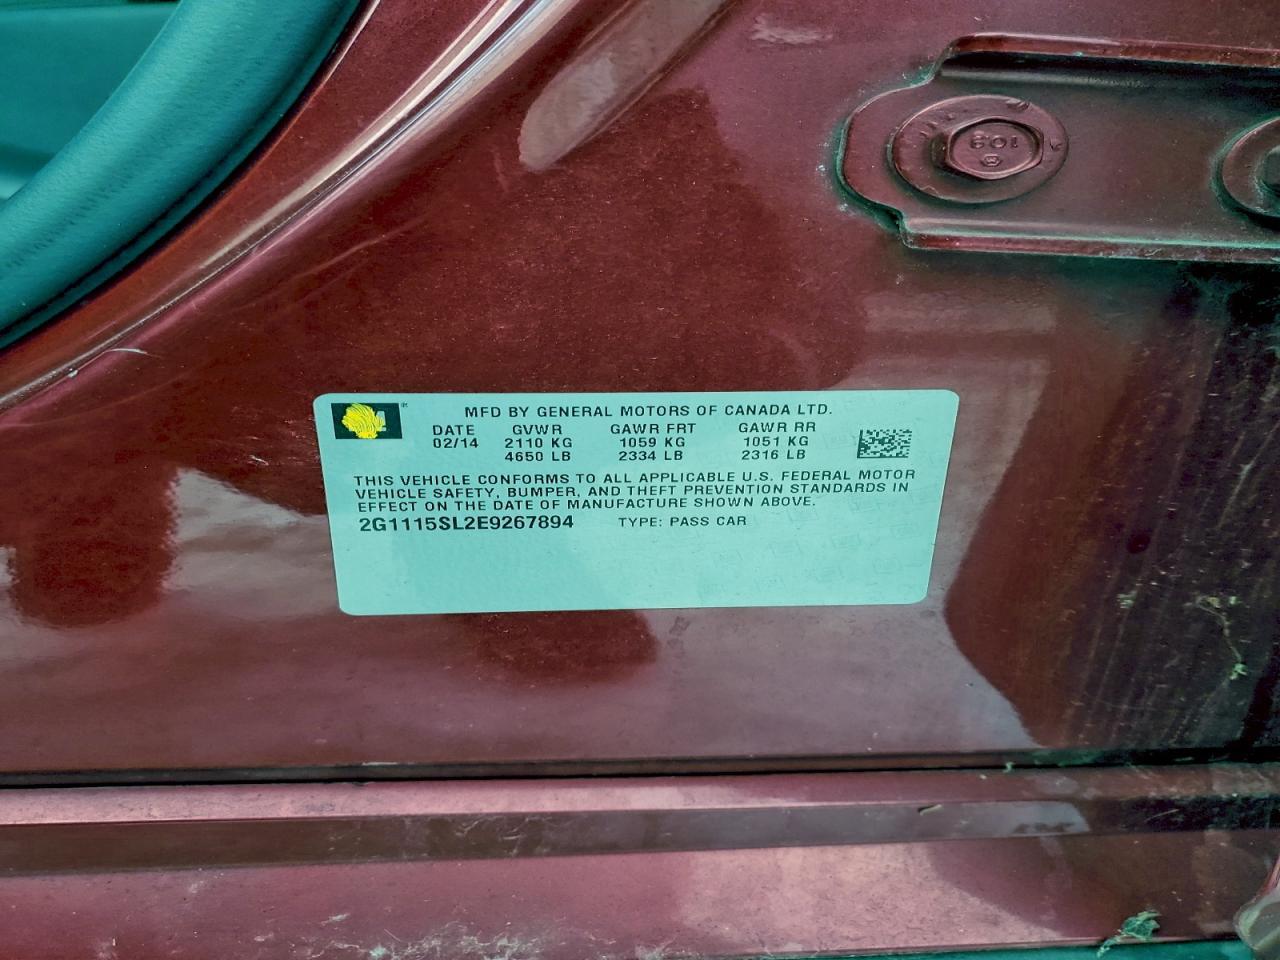 MFD BY GENERAL MOTORS OF CANADA LTD.
DATE GVWR GAWR FRT GAWR RR
02/14 2110 KG 1059 KG 1051 KG
4650 LB 2334 LB 2316 LB
THIS VEHICLE CONFORMS TO ALL APPLICABLE U.S. FEDERAL MOTOR
VEHICLE SAFETY, BUMPER, AND THEFT PREVENTION STANDARDS IN
EFFECT ON THE DATE OF MANUFACTURE SHOWN ABOVE.
2G1115SL2E9267894 TYPE: PASS CAR
10.9